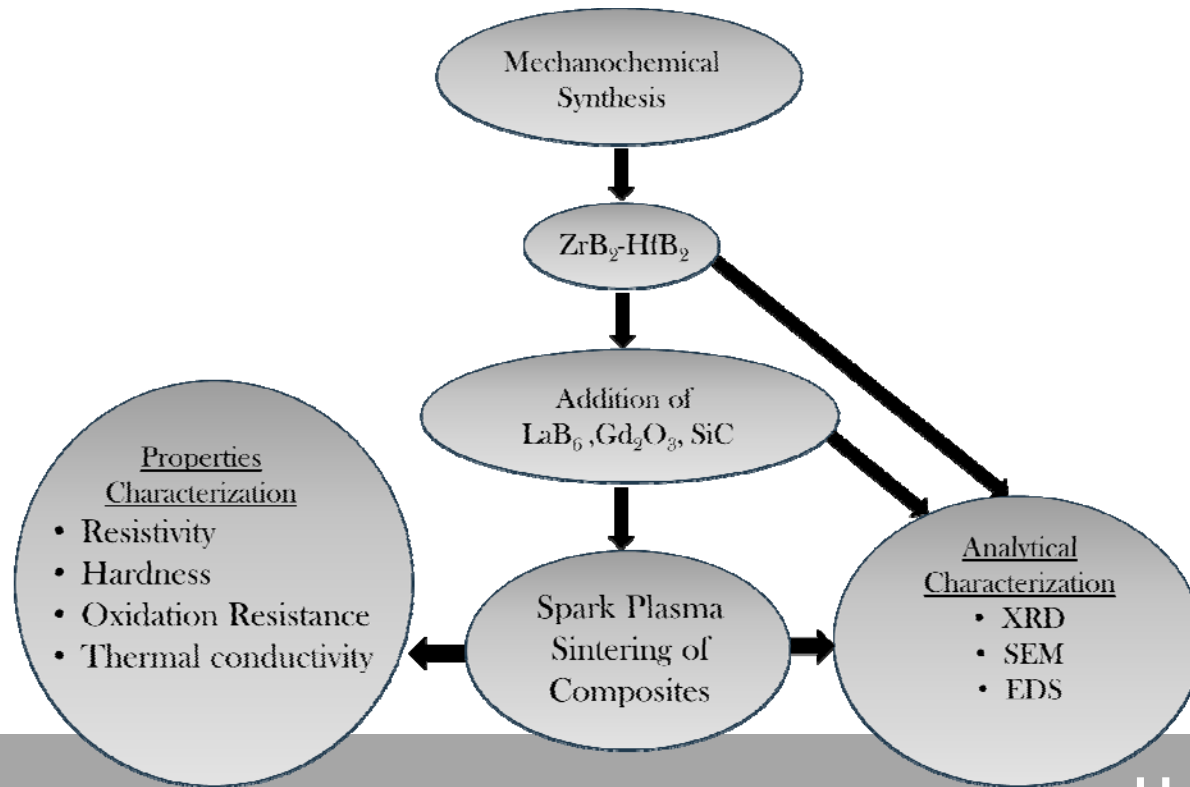 Mechanochemical
Synthesis
ZrB₂-HfB₂
Addition of
LaB₆ ,Gd₂O₃, SiC
Properties
Characterization
• Resistivity
• Hardness
• Oxidation Resistance
• Thermal conductivity
Spark Plasma
Sintering of
Composites
Analytical
Characterization
• XRD
• SEM
• EDS